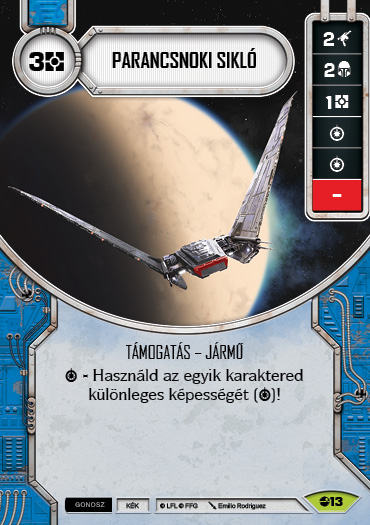 3
PARANCSNOKI SIKLÓ
2
2
1
-
TÁMOGATÁS – JÁRMŰ
- Használd az egyik karaktered
különleges képességét ( )!
GONOSZ
KÉK
© LFL © FFG
Emilio Rodriguez
13